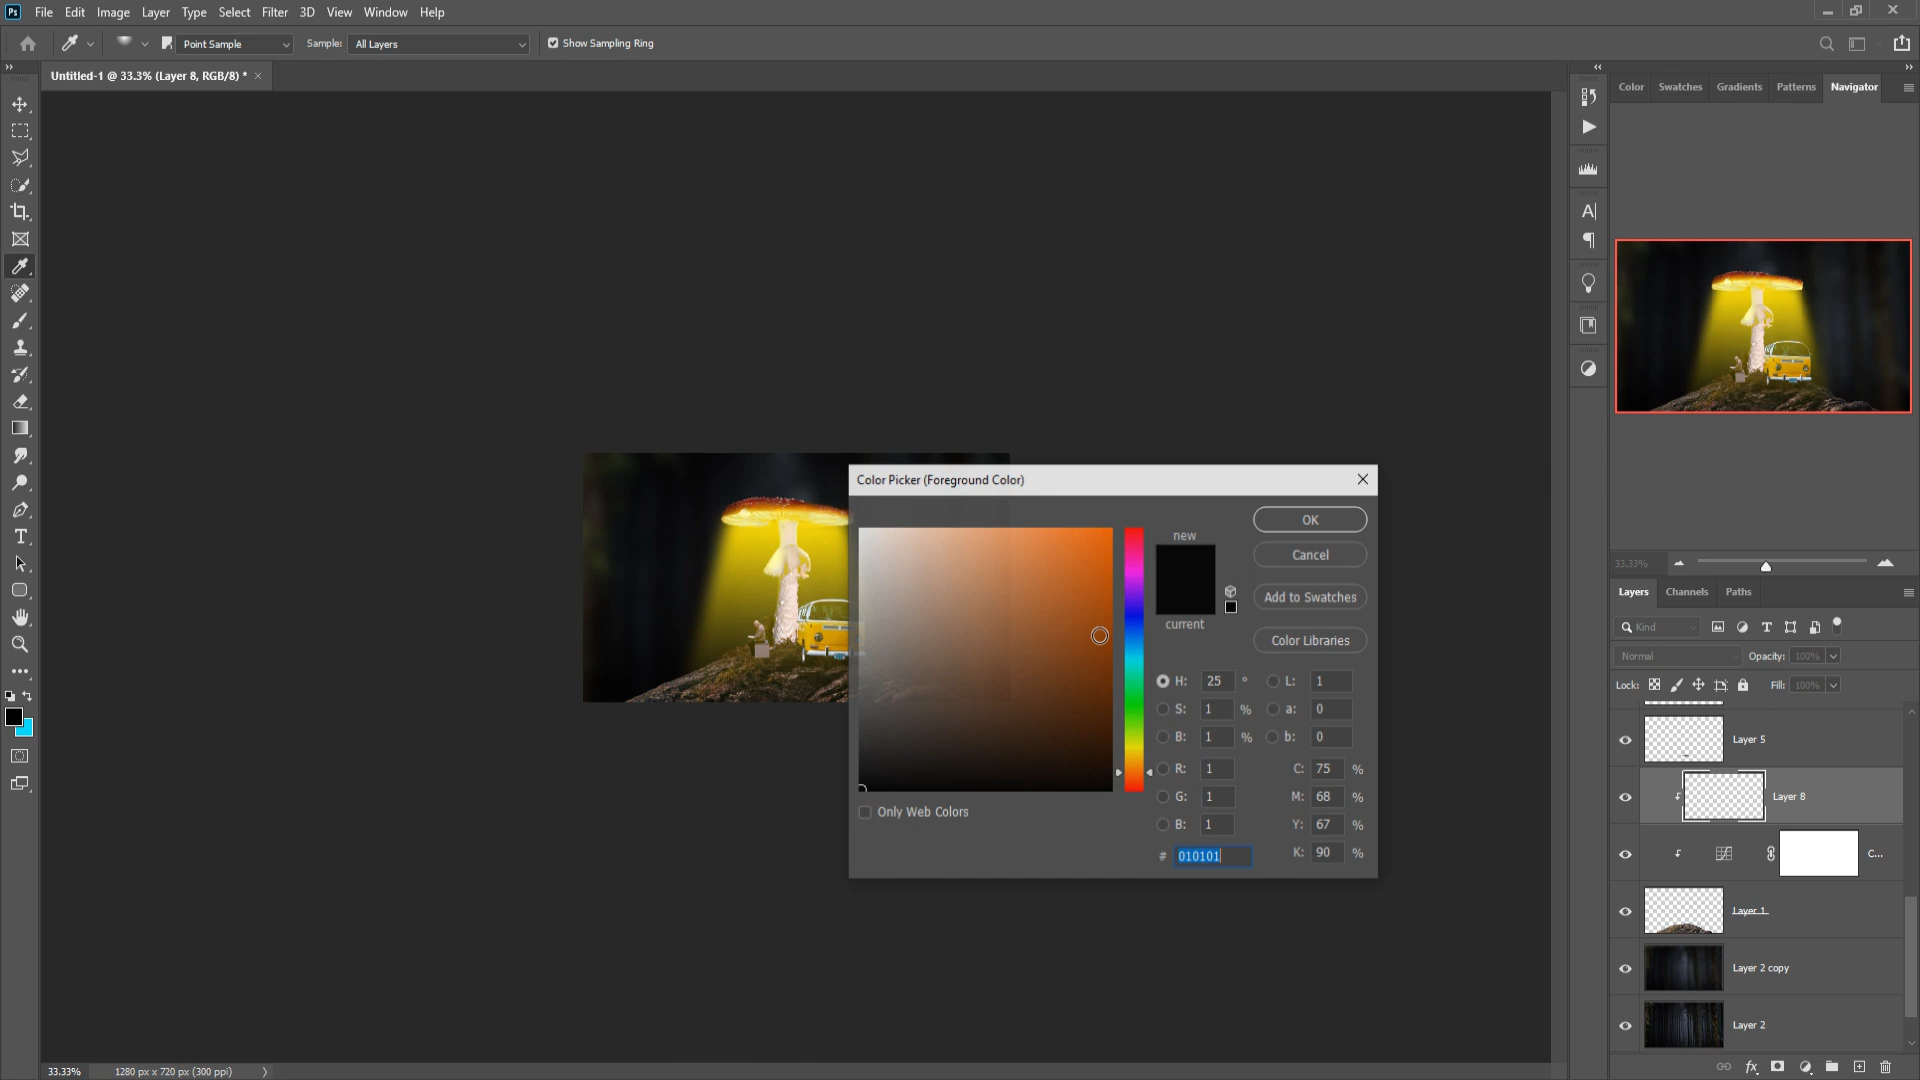 Ps File Edit Image Layer Type Select Filter 3D View Window Help
Point Sample Sample: All Layers Show Sampling Ring
Untitled-1 @ 33.3% (Layer 8, RGB/8) *
Color Swatches Gradients Patterns Navigator
Color Picker (Foreground Color)
new
current
OK
Cancel
Add to Swatches
Color Libraries
H: 25 ° L: 1
S: 1 % a: 0
B: 1 % b: 0
R: 1 C: 75 %
G: 1 M: 68 %
B: 1 Y: 67 %
# 010101 K: 90 %
Only Web Colors
33.33%
Layers Channels Paths
Kind
Normal Opacity: 100%
Lock: Fill: 100%
Layer 5
Layer 8
C...
Layer 1
Layer 2 copy
Layer 2
fx
33.33% 1280 px x 720 px (300 ppi)